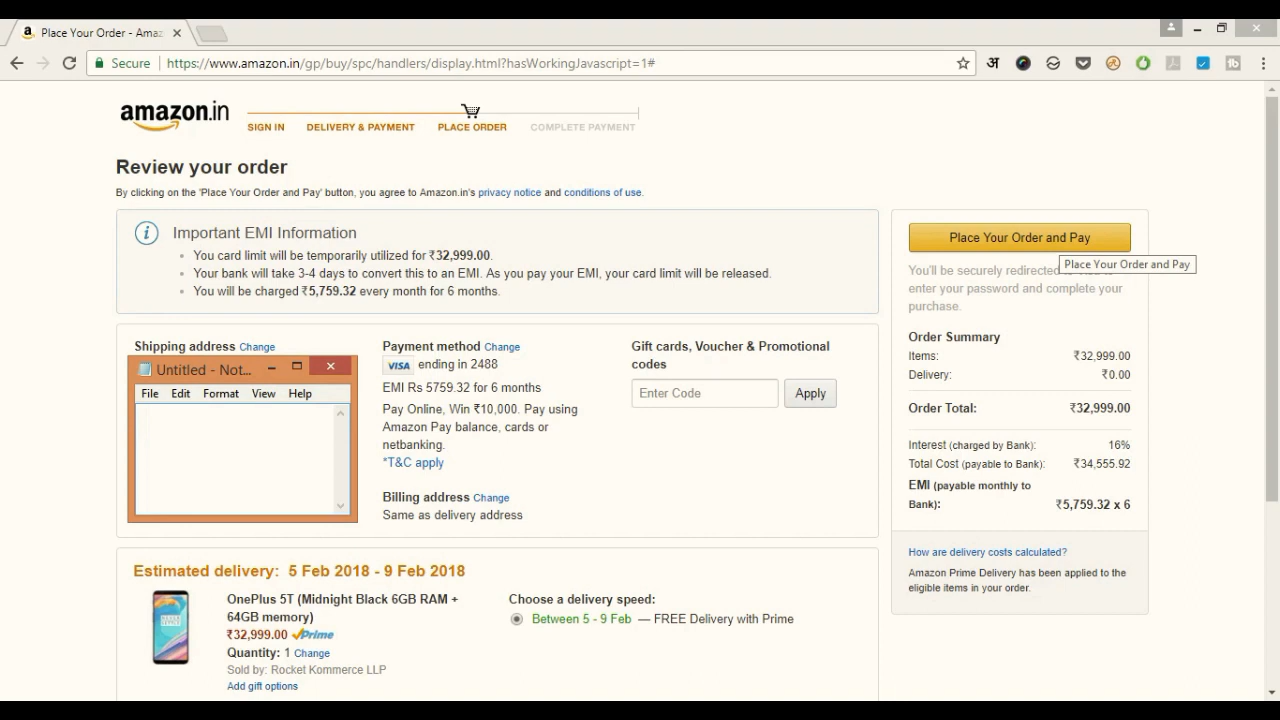 Place Your Order - Amaz
Secure
https://www.amazon.in/gp/buy/spc/handlers/display.html?hasWorkingJavascript=1#
अ
amazon.in
SIGN IN DELIVERY & PAYMENT PLACE ORDER COMPLETE PAYMENT
Review your order
By clicking on the 'Place Your Order and Pay' button, you agree to Amazon.in's privacy notice and conditions of use.
Important EMI Information
You card limit will be temporarily utilized for ₹32,999.00.
Your bank will take 3-4 days to convert this to an EMI. As you pay your EMI, your card limit will be released.
You will be charged ₹5,759.32 every month for 6 months.
Shipping address Change
Untitled - Not...
File Edit Format View Help
Payment method Change
VISA ending in 2488
EMI Rs 5759.32 for 6 months
Pay Online, Win ₹10,000. Pay using
Amazon Pay balance, cards or
netbanking.
*T&C apply
Billing address Change
Same as delivery address
Gift cards, Voucher & Promotional
codes
Enter Code
Apply
Estimated delivery: 5 Feb 2018 - 9 Feb 2018
OnePlus 5T (Midnight Black 6GB RAM +
64GB memory)
₹32,999.00 Prime
Quantity: 1 Change
Sold by: Rocket Kommerce LLP
Add gift options
Choose a delivery speed:
Between 5 - 9 Feb — FREE Delivery with Prime
Place Your Order and Pay
Place Your Order and Pay
You'll be securely redirected
enter your password and complete your
purchase.
Order Summary
Items: ₹32,999.00
Delivery: ₹0.00
Order Total: ₹32,999.00
Interest (charged by Bank): 16%
Total Cost (payable to Bank): ₹34,555.92
EMI (payable monthly to
Bank): ₹5,759.32 x 6
How are delivery costs calculated?
Amazon Prime Delivery has been applied to the
eligible items in your order.